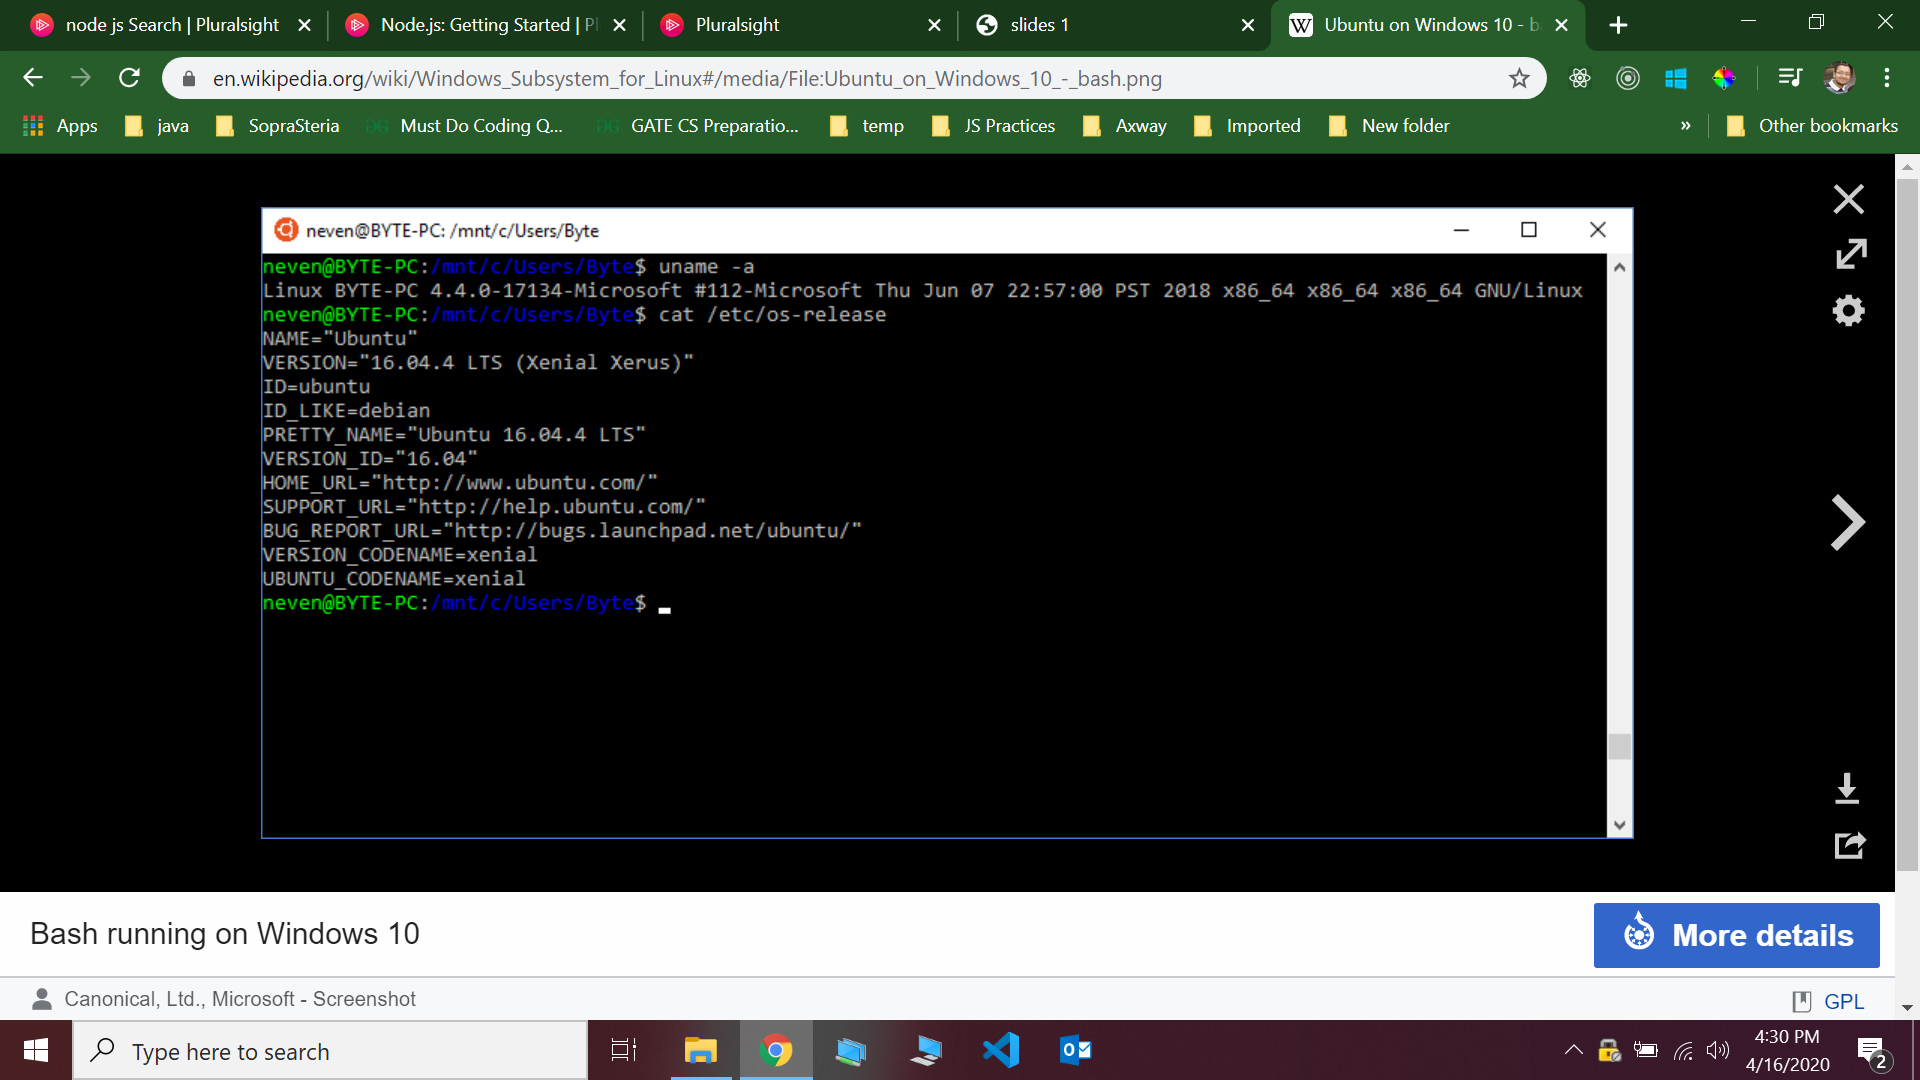 node js Search | Pluralsight
Node.js: Getting Started | Pl
Pluralsight
slides 1
Ubuntu on Windows 10 - ba
en.wikipedia.org/wiki/Windows_Subsystem_for_Linux#/media/File:Ubuntu_on_Windows_10_-_bash.png
Apps
java
SopraSteria
Must Do Coding Q...
GATE CS Preparatio...
temp
JS Practices
Axway
Imported
New folder
»
Other bookmarks
neven@BYTE-PC: /mnt/c/Users/Byte
neven@BYTE-PC:/mnt/c/Users/Byte$ uname -a
Linux BYTE-PC 4.4.0-17134-Microsoft #112-Microsoft Thu Jun 07 22:57:00 PST 2018 x86_64 x86_64 x86_64 GNU/Linux
neven@BYTE-PC:/mnt/c/Users/Byte$ cat /etc/os-release
NAME="Ubuntu"
VERSION="16.04.4 LTS (Xenial Xerus)"
ID=ubuntu
ID_LIKE=debian
PRETTY_NAME="Ubuntu 16.04.4 LTS"
VERSION_ID="16.04"
HOME_URL="http://www.ubuntu.com/"
SUPPORT_URL="http://help.ubuntu.com/"
BUG_REPORT_URL="http://bugs.launchpad.net/ubuntu/"
VERSION_CODENAME=xenial
UBUNTU_CODENAME=xenial
neven@BYTE-PC:/mnt/c/Users/Byte$
Bash running on Windows 10
More details
Canonical, Ltd., Microsoft - Screenshot
GPL
Type here to search
4:30 PM
4/16/2020
2